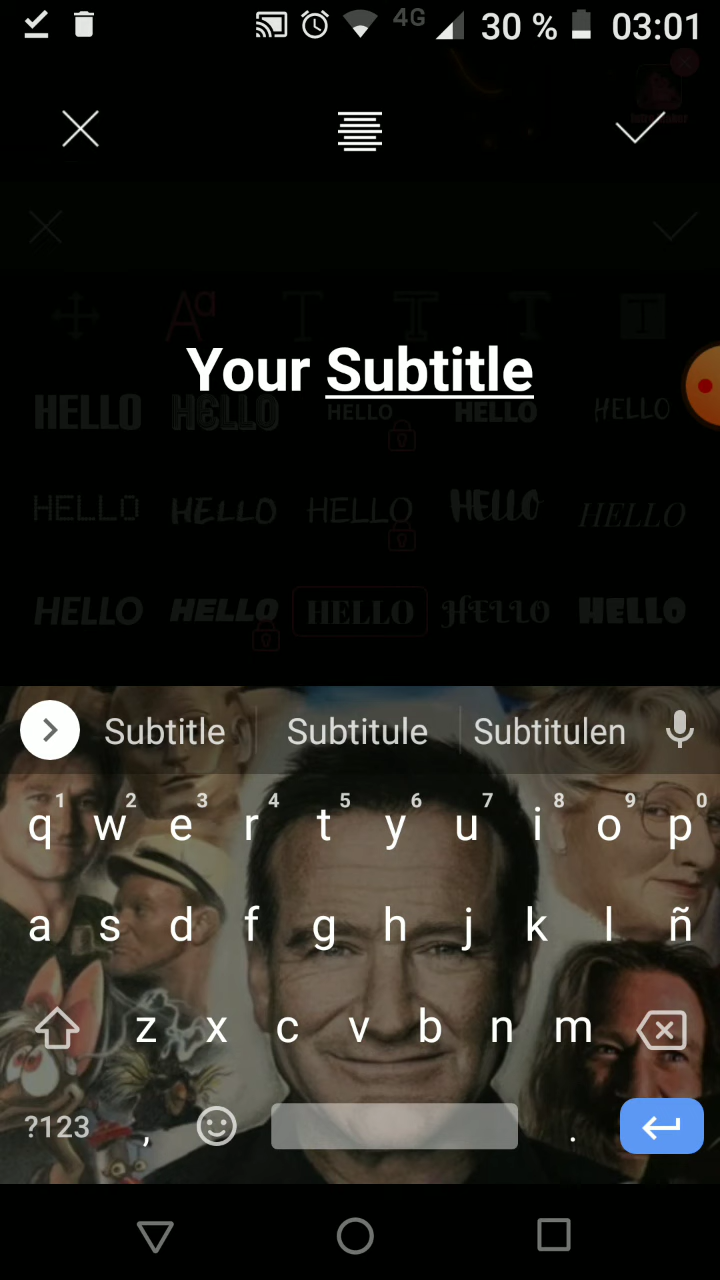 4G 30 % 03:01
Your Subtitle
HELLO HELLO HELLO HELLO HELLO
HELLO HELLO HELLO HELLO HELLO
HELLO HELLO HELLO HELLO HELLO
Subtitle Subtitule Subtitulen
1 2 3 4 5 6 7 8 9 0
q w e r t y u i o p
a s d f g h j k l ñ
z x c v b n m
?123 , .